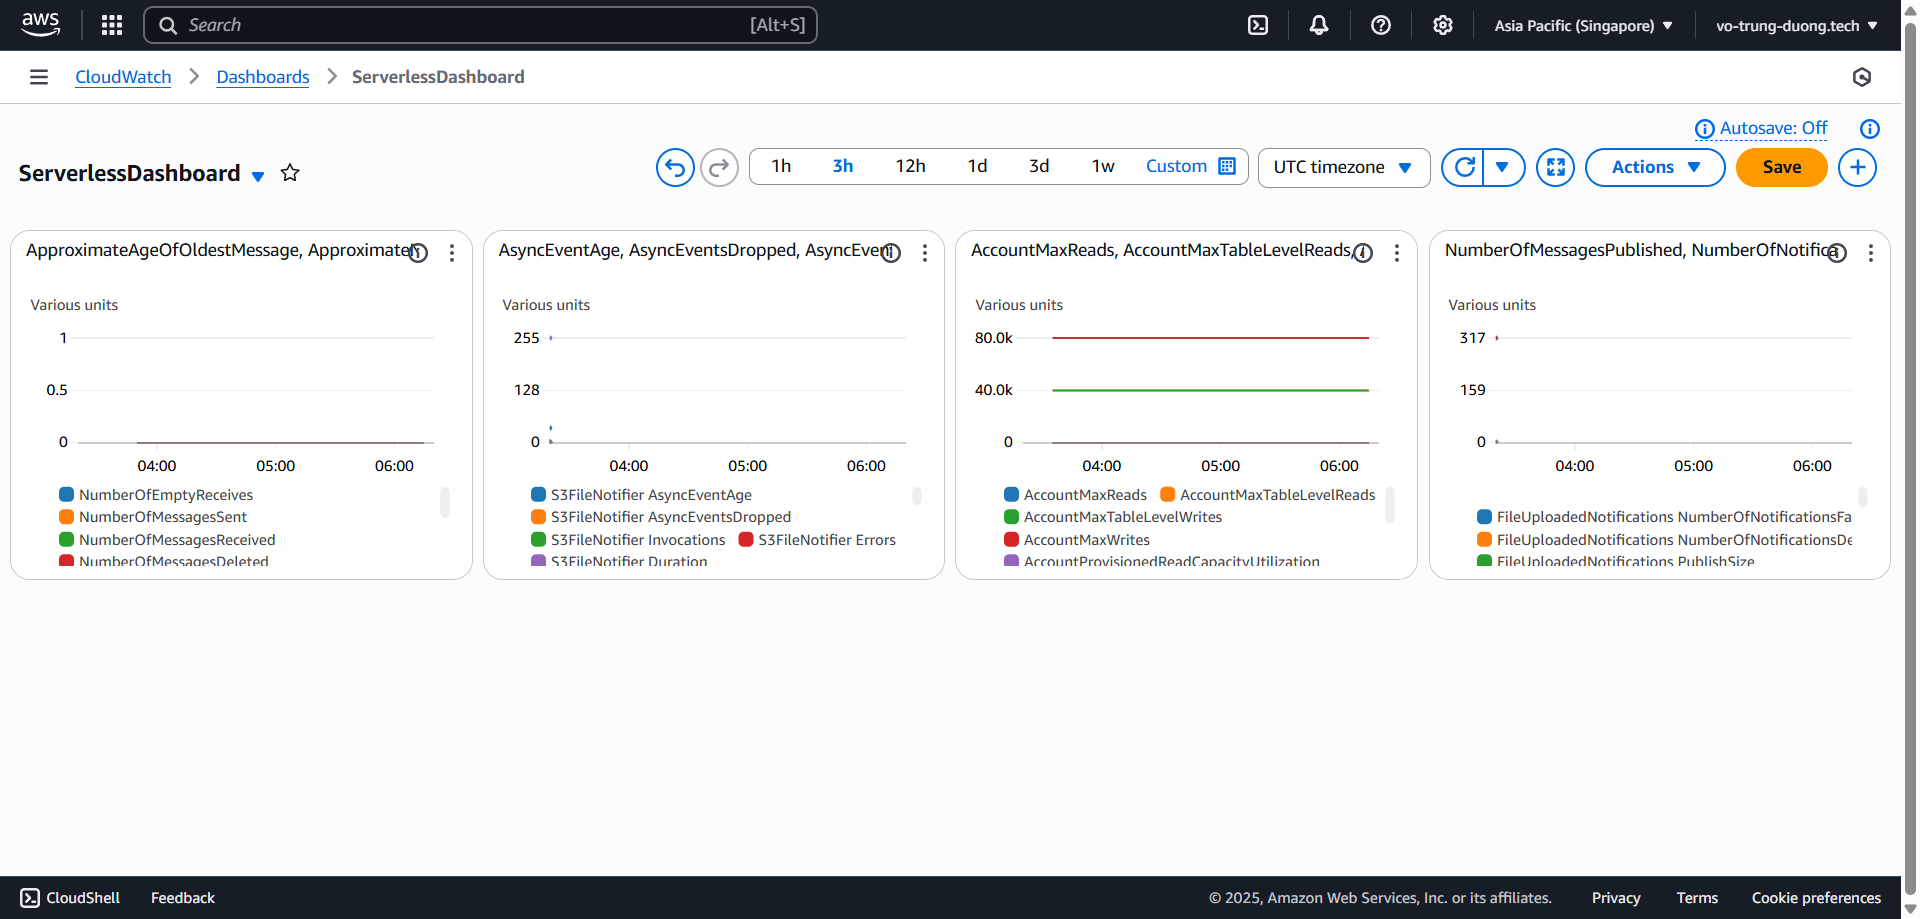 aws
Search [Alt+S]
Asia Pacific (Singapore)
vo-trung-duong.tech
CloudWatch
Dashboards
ServerlessDashboard
Autosave: Off
ServerlessDashboard
1h 3h 12h 1d 3d 1w Custom
UTC timezone
Actions
Save
ApproximateAgeOfOldestMessage,
Various units
1
0.5
0
04:00 05:00 06:00
NumberOfEmptyReceives
NumberOfMessagesSent
NumberOfMessagesReceived
NumberOfMessagesDeleted
AsyncEventAge, AsyncEventsDropped,
Various units
255
128
0
04:00 05:00 06:00
S3FileNotifier AsyncEventAge
S3FileNotifier AsyncEventsDropped
S3FileNotifier Invocations S3FileNotifier Errors
S3FileNotifier Duration
AccountMaxReads, AccountMaxTableLevelReads,
Various units
80.0k
40.0k
0
04:00 05:00 06:00
AccountMaxReads AccountMaxTableLevelReads
AccountMaxTableLevelWrites
AccountMaxWrites
AccountProvisionedReadCapacityUtilization
NumberOfMessagesPublished,
Various units
317
159
0
04:00 05:00 06:00
FileUploadedNotifications NumberOfNotificationsFa
FileUploadedNotifications NumberOfNotificationsDe
FileUploadedNotifications PublishSize
CloudShell
Feedback
© 2025, Amazon Web Services, Inc. or its affiliates.
Privacy
Terms
Cookie preferences